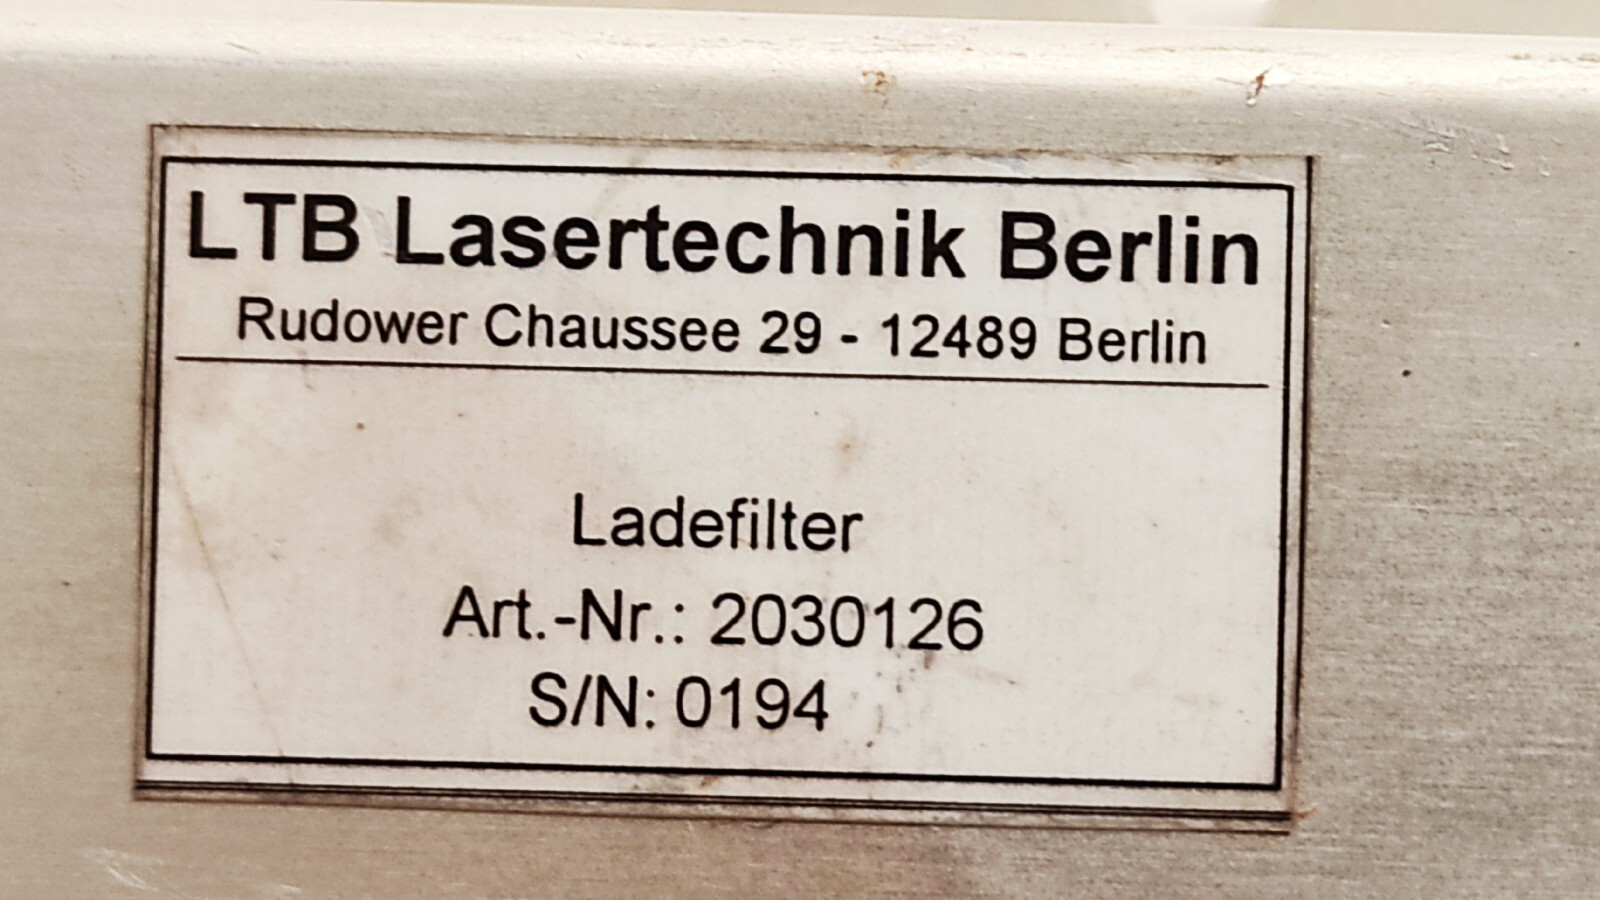 LTB Lasertechnik Berlin
Rudower Chaussee 29 - 12489 Berlin
Ladefilter
Art.-Nr.: 2030126
S/N: 0194